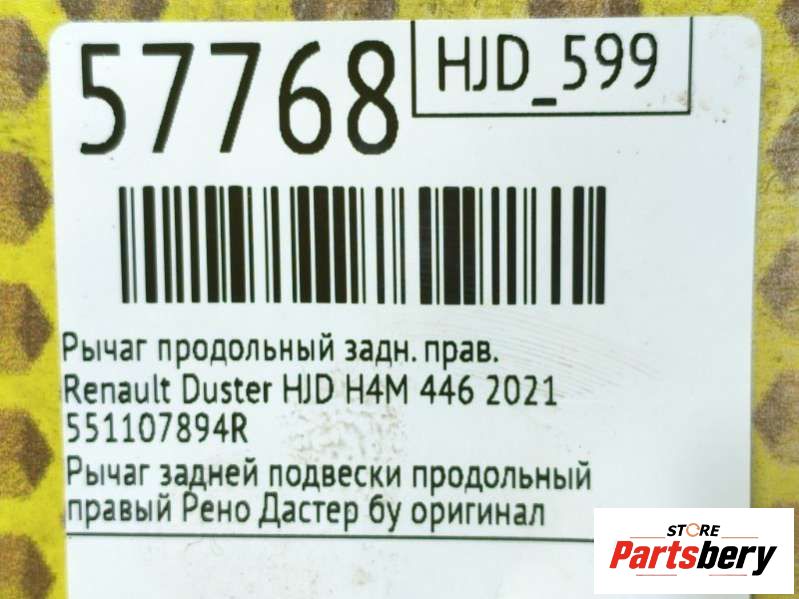 57768
HJD_599
Рычаг продольный задн. прав.
Renault Duster HJD H4M 446 2021
551107894R
Рычаг задней подвески продольный
правый Рено Дастер бу оригинал
STORE
Partsbery